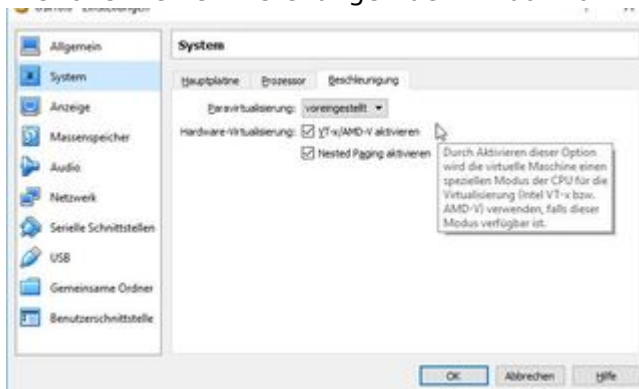 Allgemein
System
Anzeige
Massenspeicher
Audio
Netzwerk
Serielle Schnittstellen
USB
Gemeinsame Ordner
Benutzerschnittstelle
System
Hauptplatine Prozessor Beschleunigung
Paravirtualisierung: voreingestellt
Hardware-Virtualisierung: VT-x/AMD-V aktivieren
Nested Paging aktivieren
Durch Aktivieren dieser Option
wird die virtuelle Maschine einen
speziellen Modus der CPU für die
Virtualisierung (Intel VT-x bzw.
AMD-V) verwenden, falls dieser
Modus verfügbar ist.
OK Abbrechen Hilfe